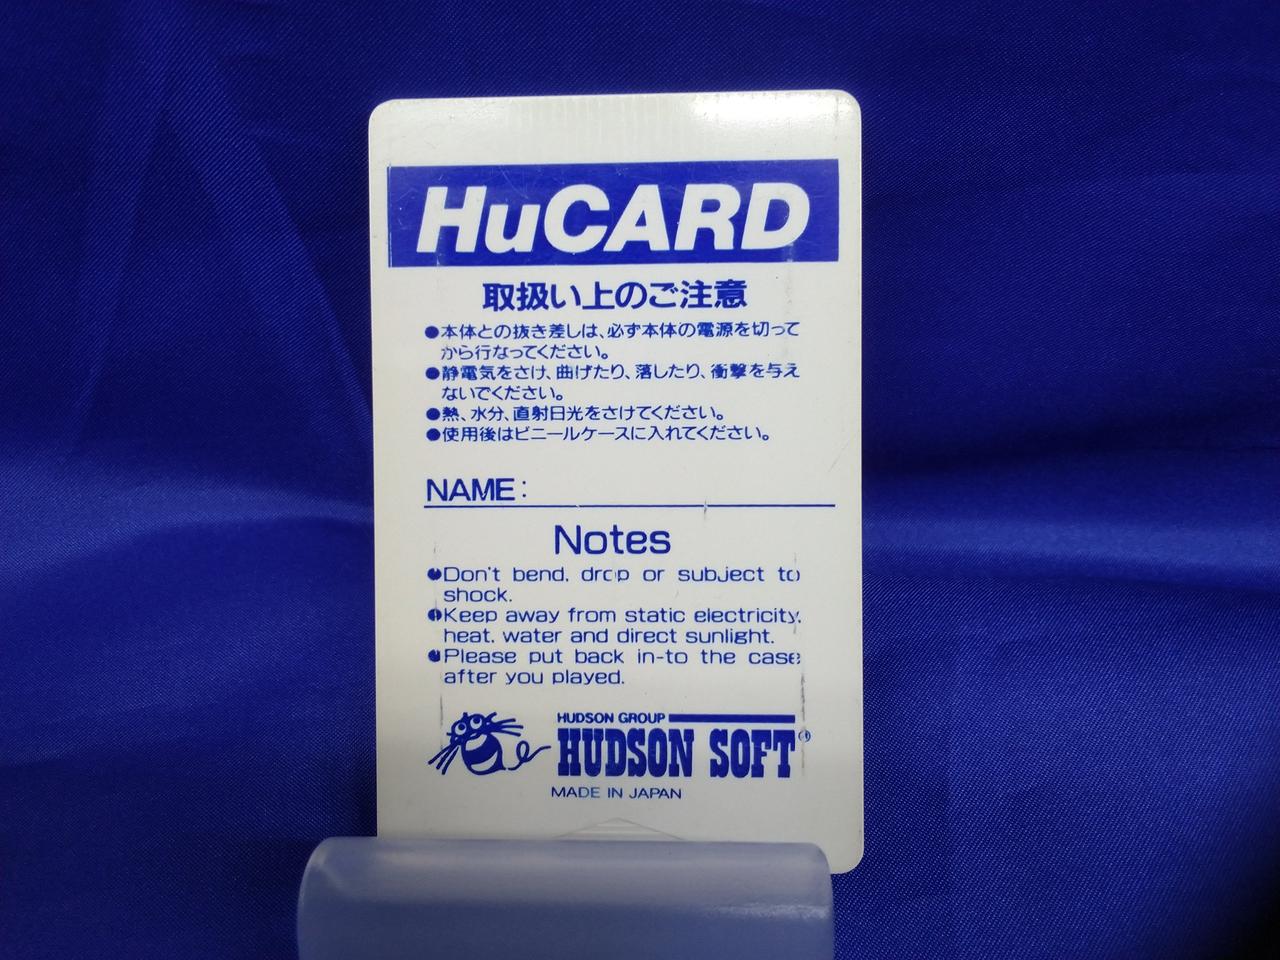 HuCARD
取扱い上のご注意
●本体との抜き差しは、必ず本体の電源を切って
から行なってください。
●静電気をさけ、曲げたり、落したり、衝撃を与え
ないでください。
●熱、水分、直射日光をさけてください。
●使用後はビニールケースに入れてください。
NAME:
Notes
●Don't bend, drop or subject to
shock.
●Keep away from static electricity,
heat, water and direct sunlight.
●Please put back in-to the case
after you played.
HUDSON GROUP
HUDSON SOFT®
MADE IN JAPAN